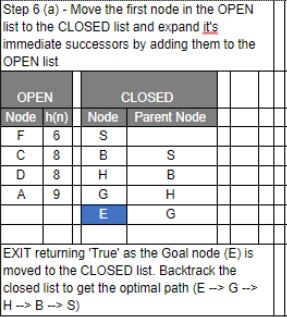 Step 6 (a) - Move the first node in the OPEN
list to the CLOSED list and expand it's
immediate successors by adding them to the
OPEN list
OPEN CLOSED
Node h(n) Node Parent Node
F 6 S
C 8 B S
D 8 H B
A 9 G H
E G
EXIT returning 'True' as the Goal node (E) is
moved to the CLOSED list. Backtrack the
closed list to get the optimal path (E --> G -->
H --> B --> S)